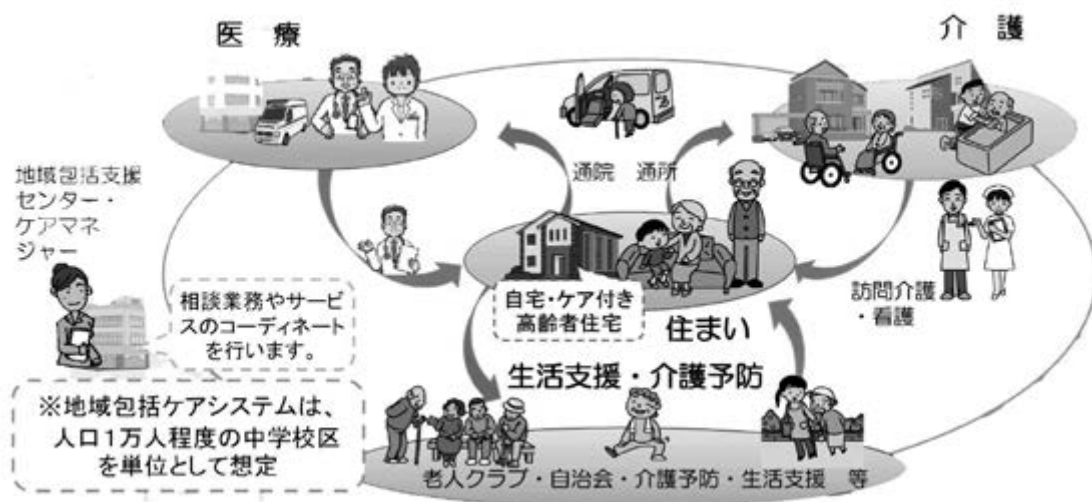 医療
介護
地域包括支援
センター・
ケアマネ
ジャー
通院 通所
相談業務やサービ
スのコーディネート
を行います。
自宅・ケア付き
高齢者住宅
住まい
訪問介護
・看護
生活支援・介護予防
※地域包括ケアシステムは、
人口1万人程度の中学校区
を単位として想定
老人クラブ・自治会・介護予防・生活支援 等